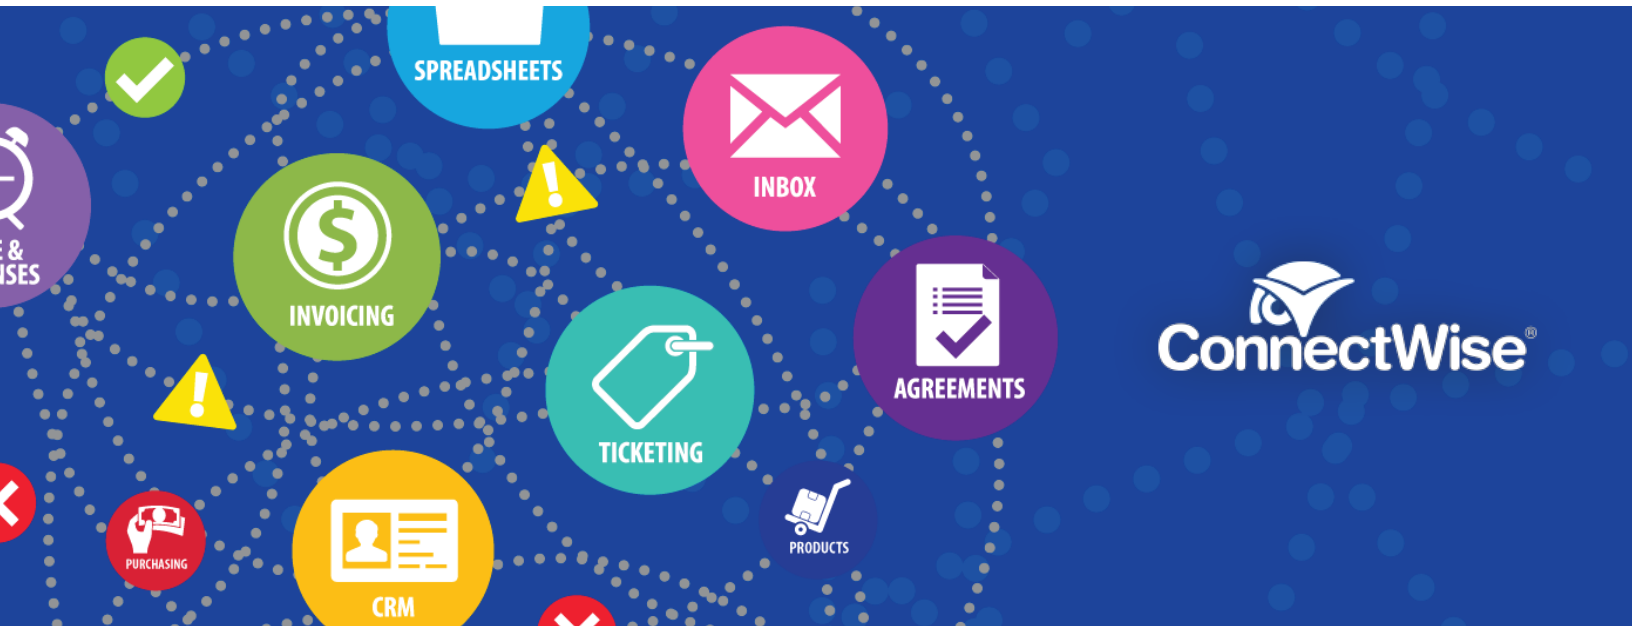 SPREADSHEETS
INBOX
& 
INVOICING
AGREEMENTS
ConnectWise®
TICKETING
PRODUCTS
PURCHASING
CRM